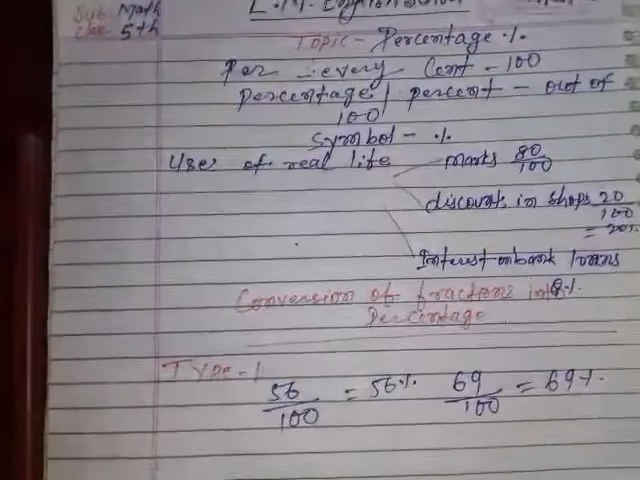 Sub Math
Class 5th
L.M. English School
Topic - Percentage %
Per - every Cent - 100
Percentage / percent - out of
100
Symbol - %
Uses of real life
marks 80/100
discounts in shops 20/100
= 20%
Interest on bank loans
Conversion of fractions into %
Percentage
Type-1
56/100 = 56% 69/100 = 69%